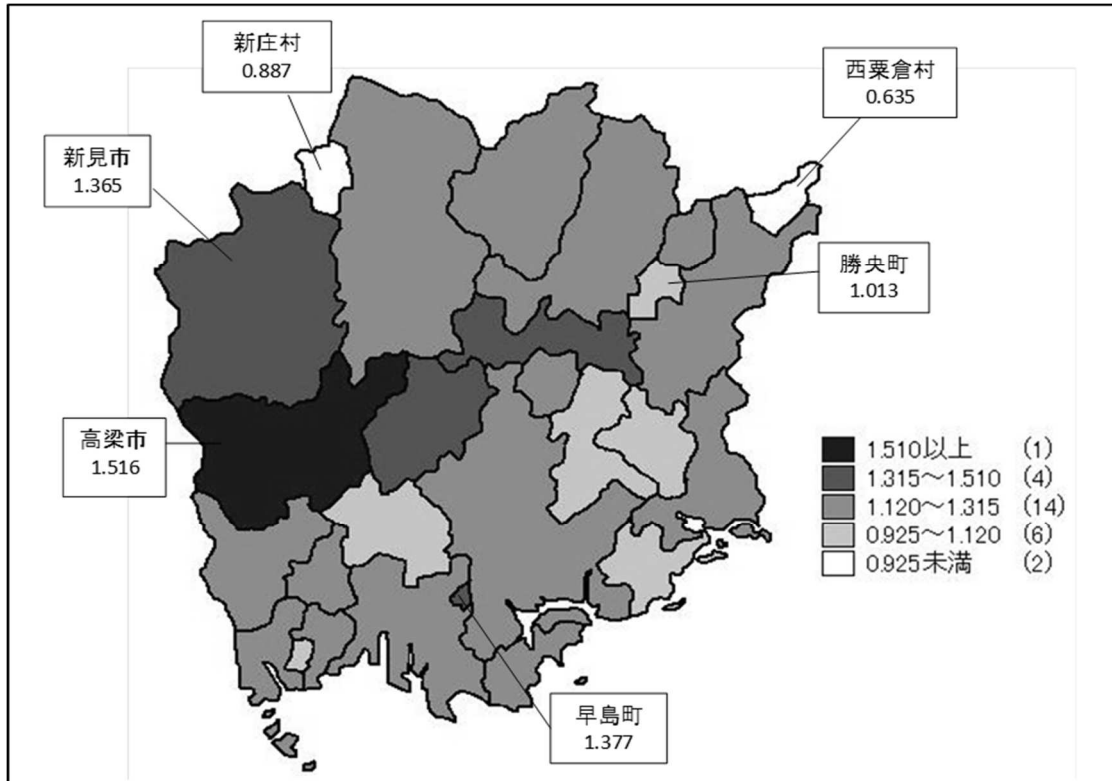 新庄村
0.887
西粟倉村
0.635
新見市
1.365
勝央町
1.013
高梁市
1.516
1.510以上 (1)
1.315～1.510 (4)
1.120～1.315 (14)
0.925～1.120 (6)
0.925未満 (2)
早島町
1.377